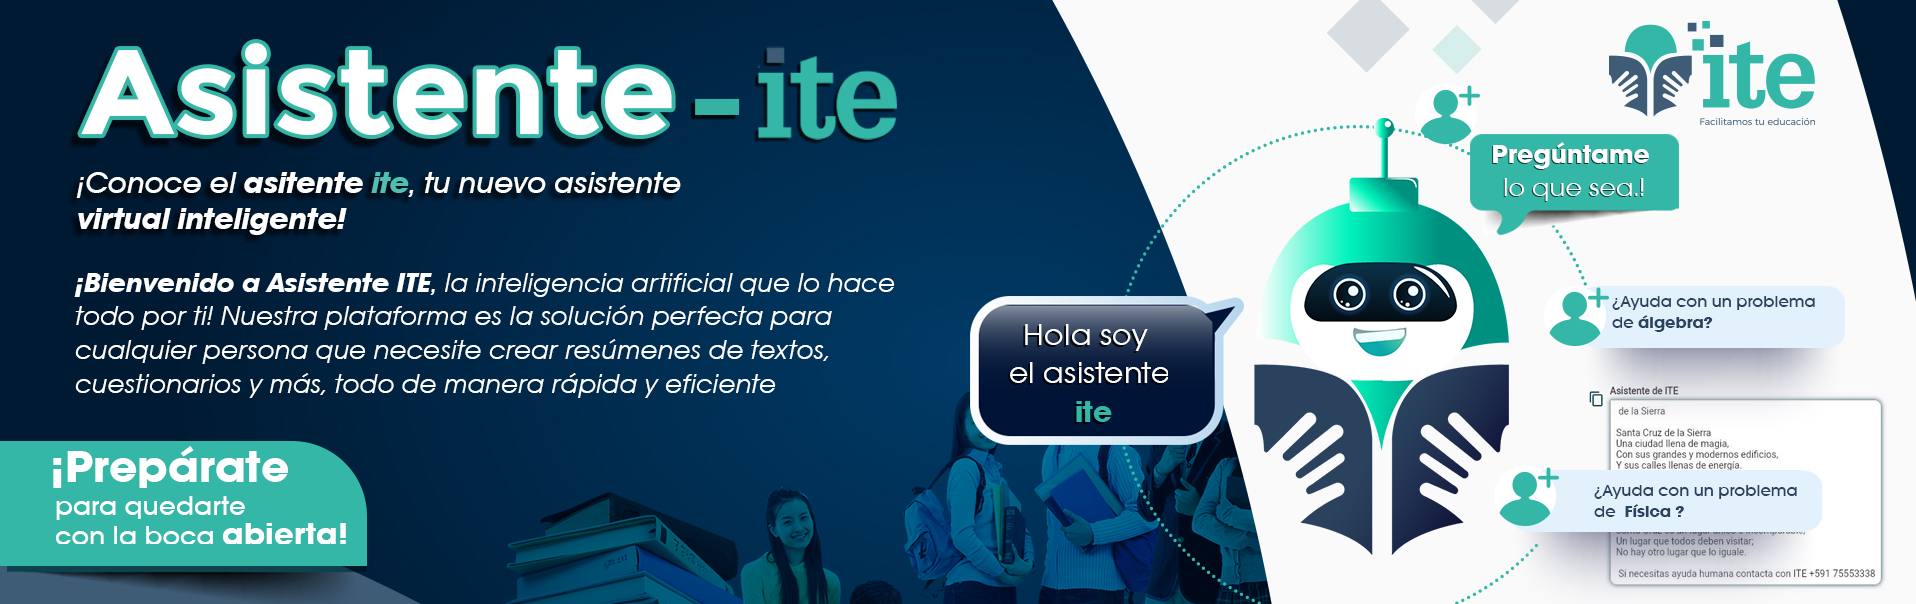 Asistente - ite
¡Conoce el asitente ite, tu nuevo asistente
virtual inteligente!
¡Bienvenido a Asistente ITE, la inteligencia artificial que lo hace
todo por ti! Nuestra plataforma es la solución perfecta para
cualquier persona que necesite crear resúmenes de textos,
cuestionarios y más, todo de manera rápida y eficiente
¡Prepárate
para quedarte
con la boca abierta!
Hola soy
el asistente
ite
ite
Facilitamos tu educación
Pregúntame
lo que sea.!
¿Ayuda con un problema
de álgebra?
Asistente de ITE
de la Sierra
Santa Cruz de la Sierra
Una ciudad llena de magia,
Con sus grandes y modernos edificios,
Y sus calles llenas de energía.
¿Ayuda con un problema
de Física ?
Un lugar que todos deben visitar;
No hay otro lugar que lo iguale.
Si necesitas ayuda humana contacta con ITE +591 75553338